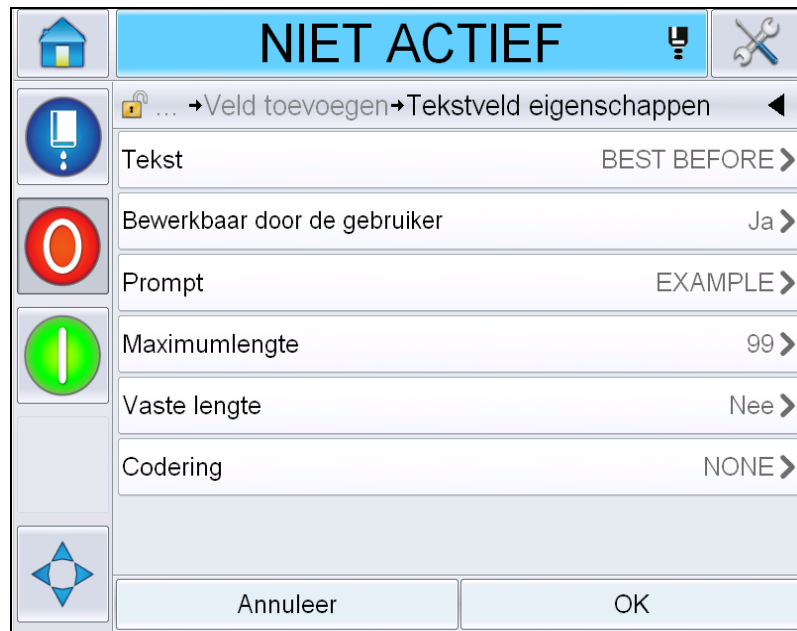 NIET ACTIEF
... →Veld toevoegen→Tekstveld eigenschappen
Tekst BEST BEFORE
Bewerkbaar door de gebruiker Ja
Prompt EXAMPLE
Maximumlengte 99
Vaste lengte Nee
Codering NONE
Annuleer OK